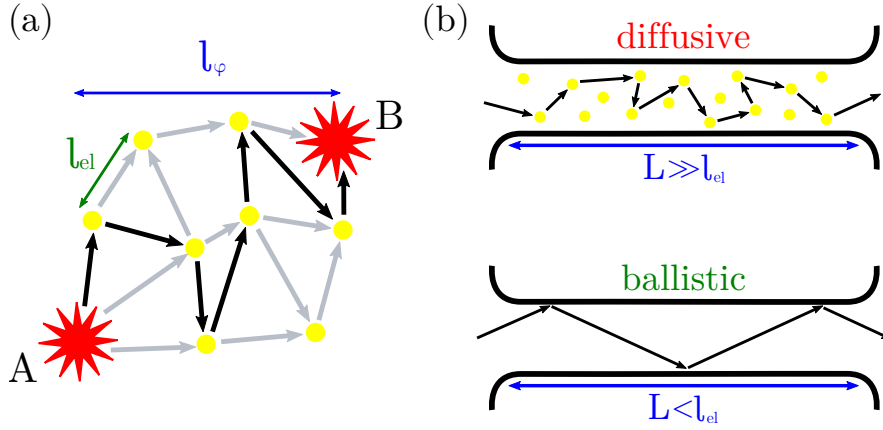 (a)
l_φ
B
l_el
A
(b)
diffusive
L≫l_el
ballistic
L<l_el